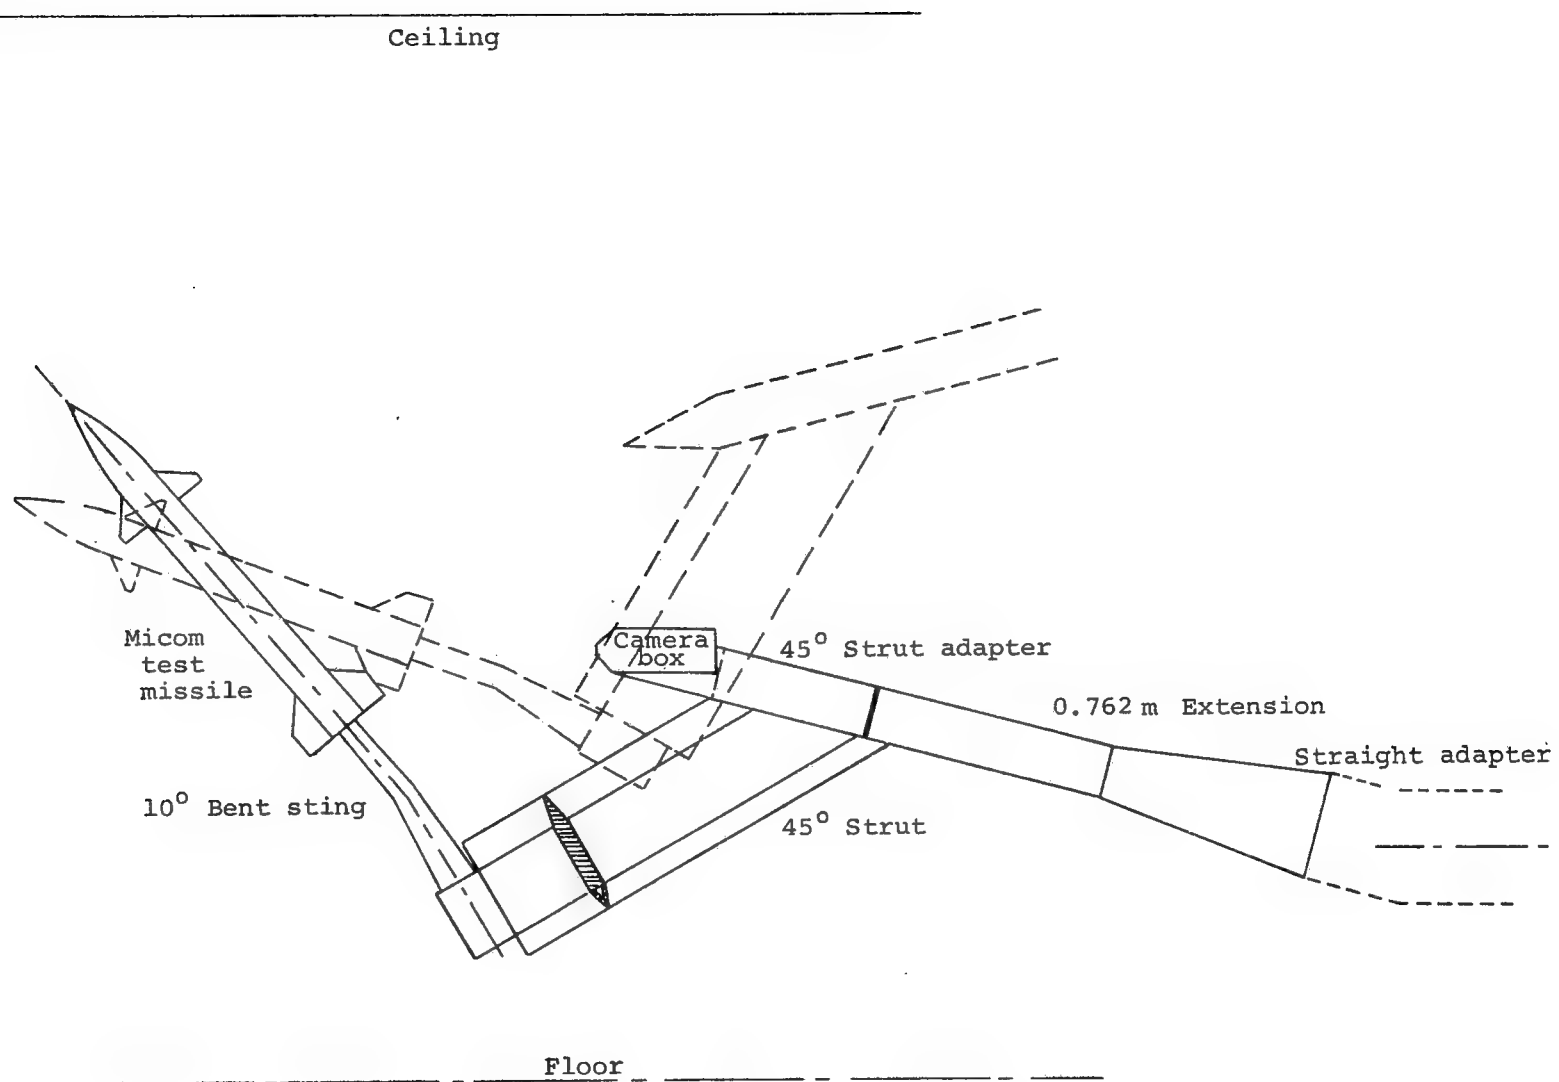 Ceiling
Camera
box
45° Strut adapter
Micom
test
missile
0.762 m Extension
Straight adapter
10° Bent sting
45° Strut
Floor